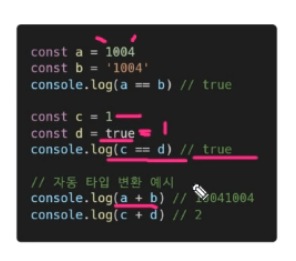 const a = 1004
const b = '1004'
console.log(a == b) // true
const c = 1
const d = true = 1
console.log(c == d) // true
// 자동 타입 변환 예시
console.log(a + b) // 10041004
console.log(c + d) // 2